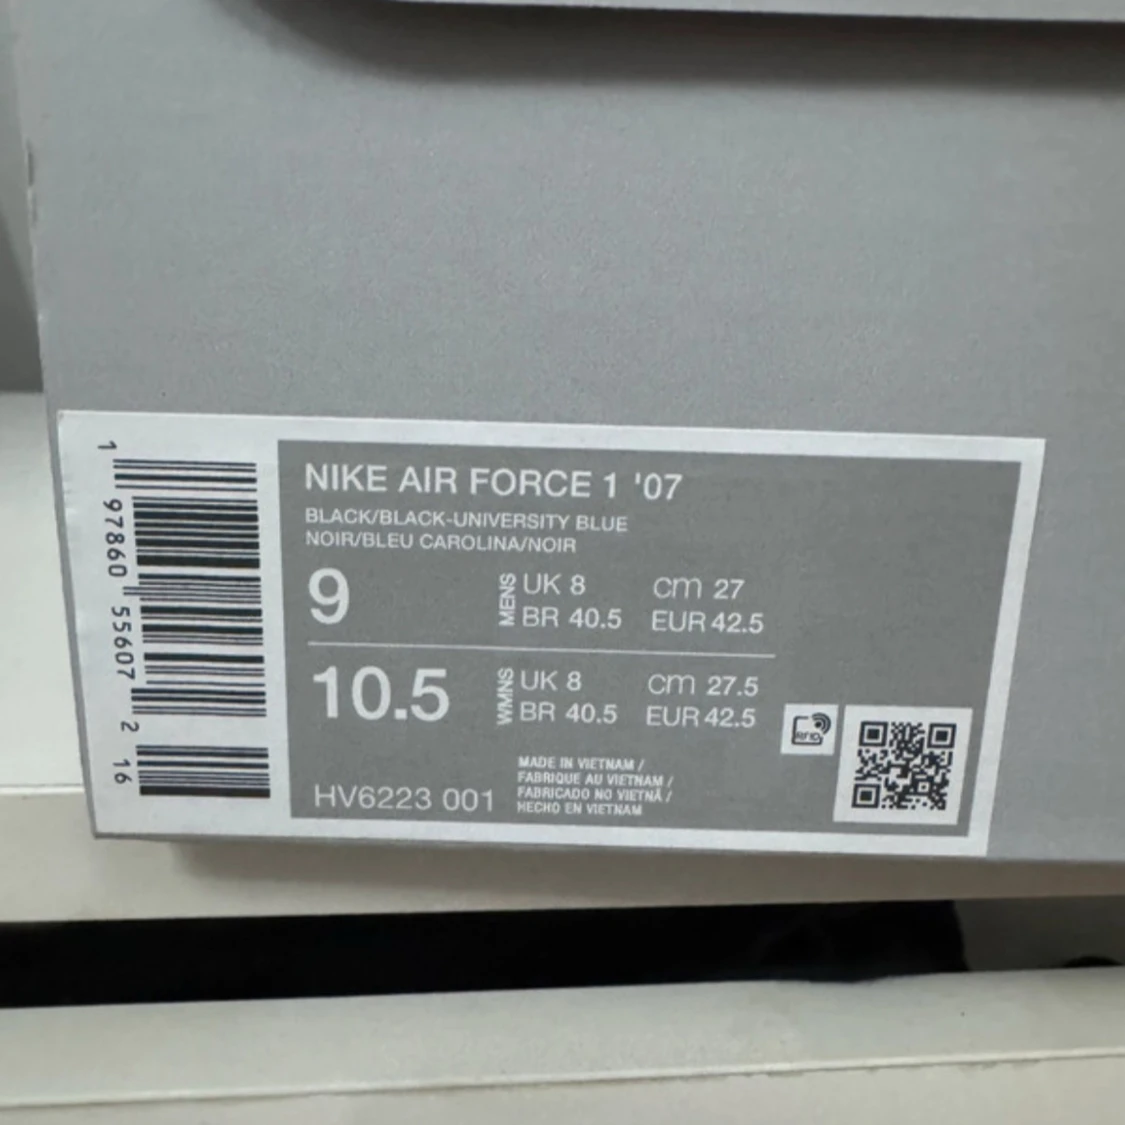 1 97860 55607 2 16
NIKE AIR FORCE 1 '07
BLACK/BLACK-UNIVERSITY BLUE
NOIR/BLEU CAROLINA/NOIR
9 MENS UK 8 cm 27
BR 40.5 EUR 42.5
10.5 WMNS UK 8 cm 27.5
BR 40.5 EUR 42.5
RFID
MADE IN VIETNAM /
FABRIQUE AU VIETNAM /
FABRICADO NO VIETNÃ /
HECHO EN VIETNAM
HV6223 001